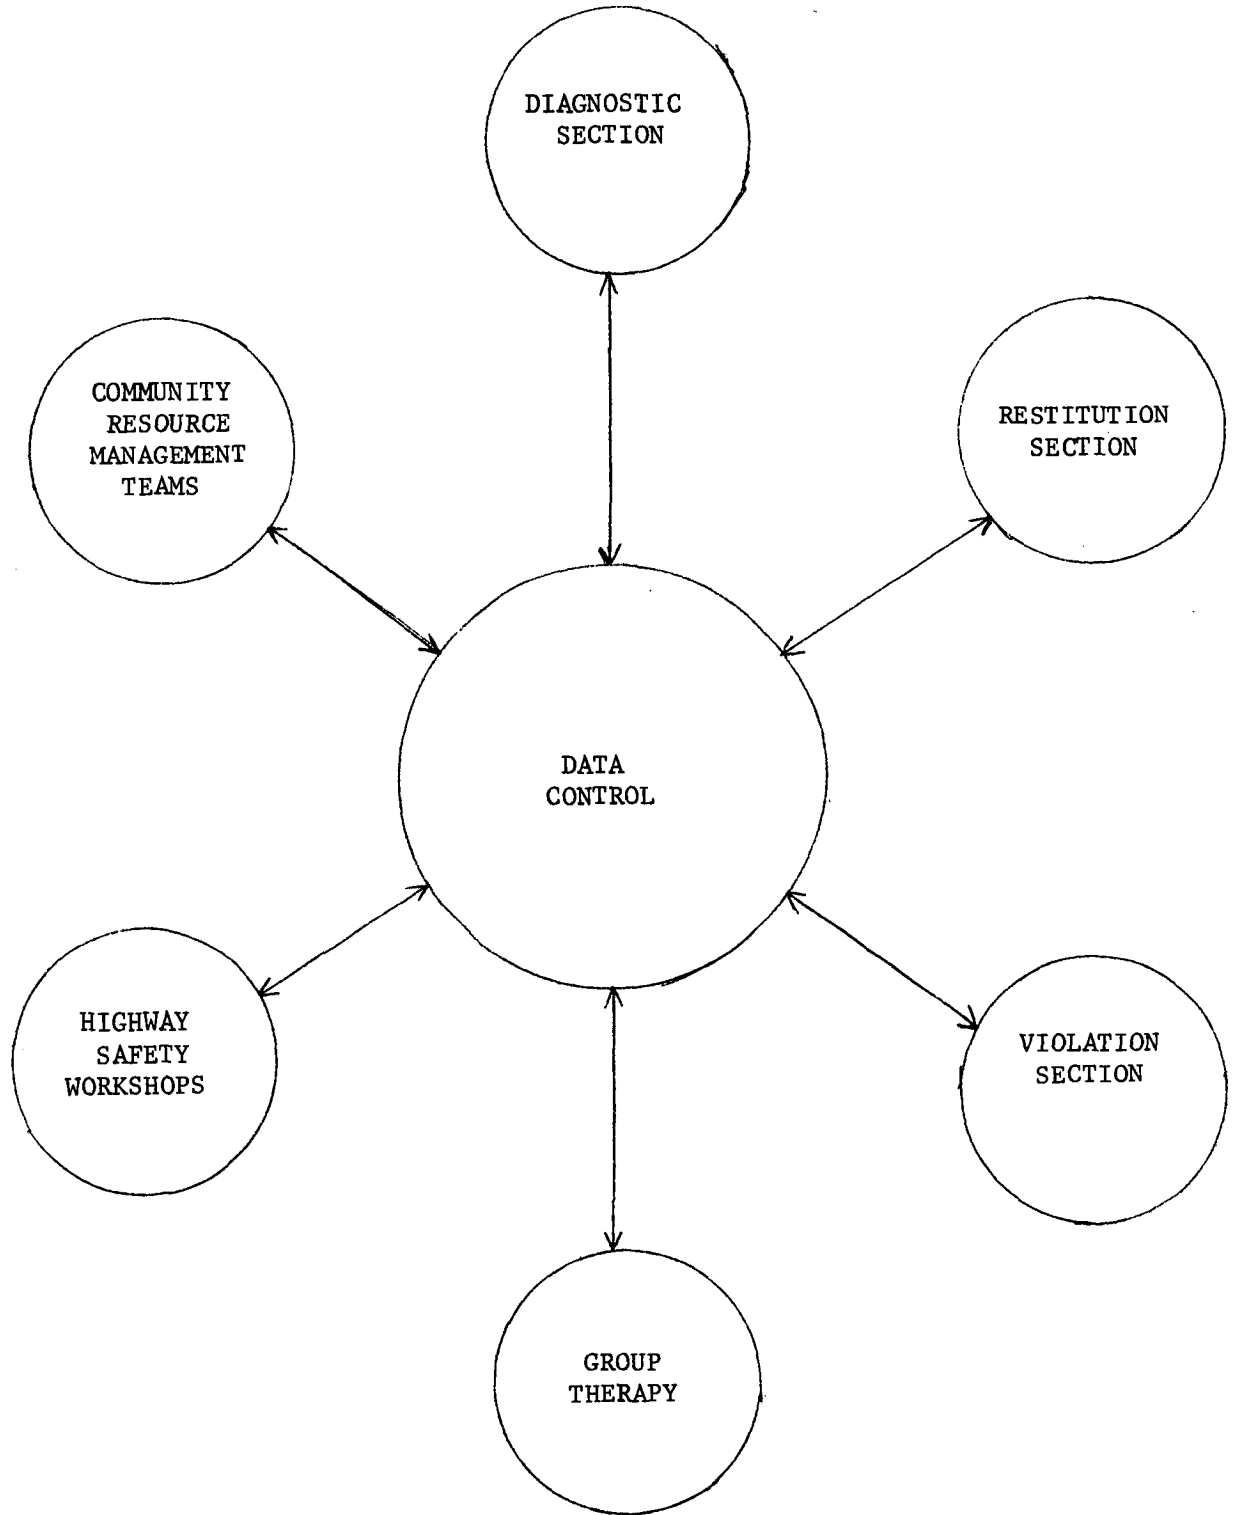 DIAGNOSTIC
SECTION
COMMUNITY
RESOURCE
MANAGEMENT
TEAMS
RESTITUTION
SECTION
DATA
CONTROL
HIGHWAY
SAFETY
WORKSHOPS
VIOLATION
SECTION
GROUP
THERAPY